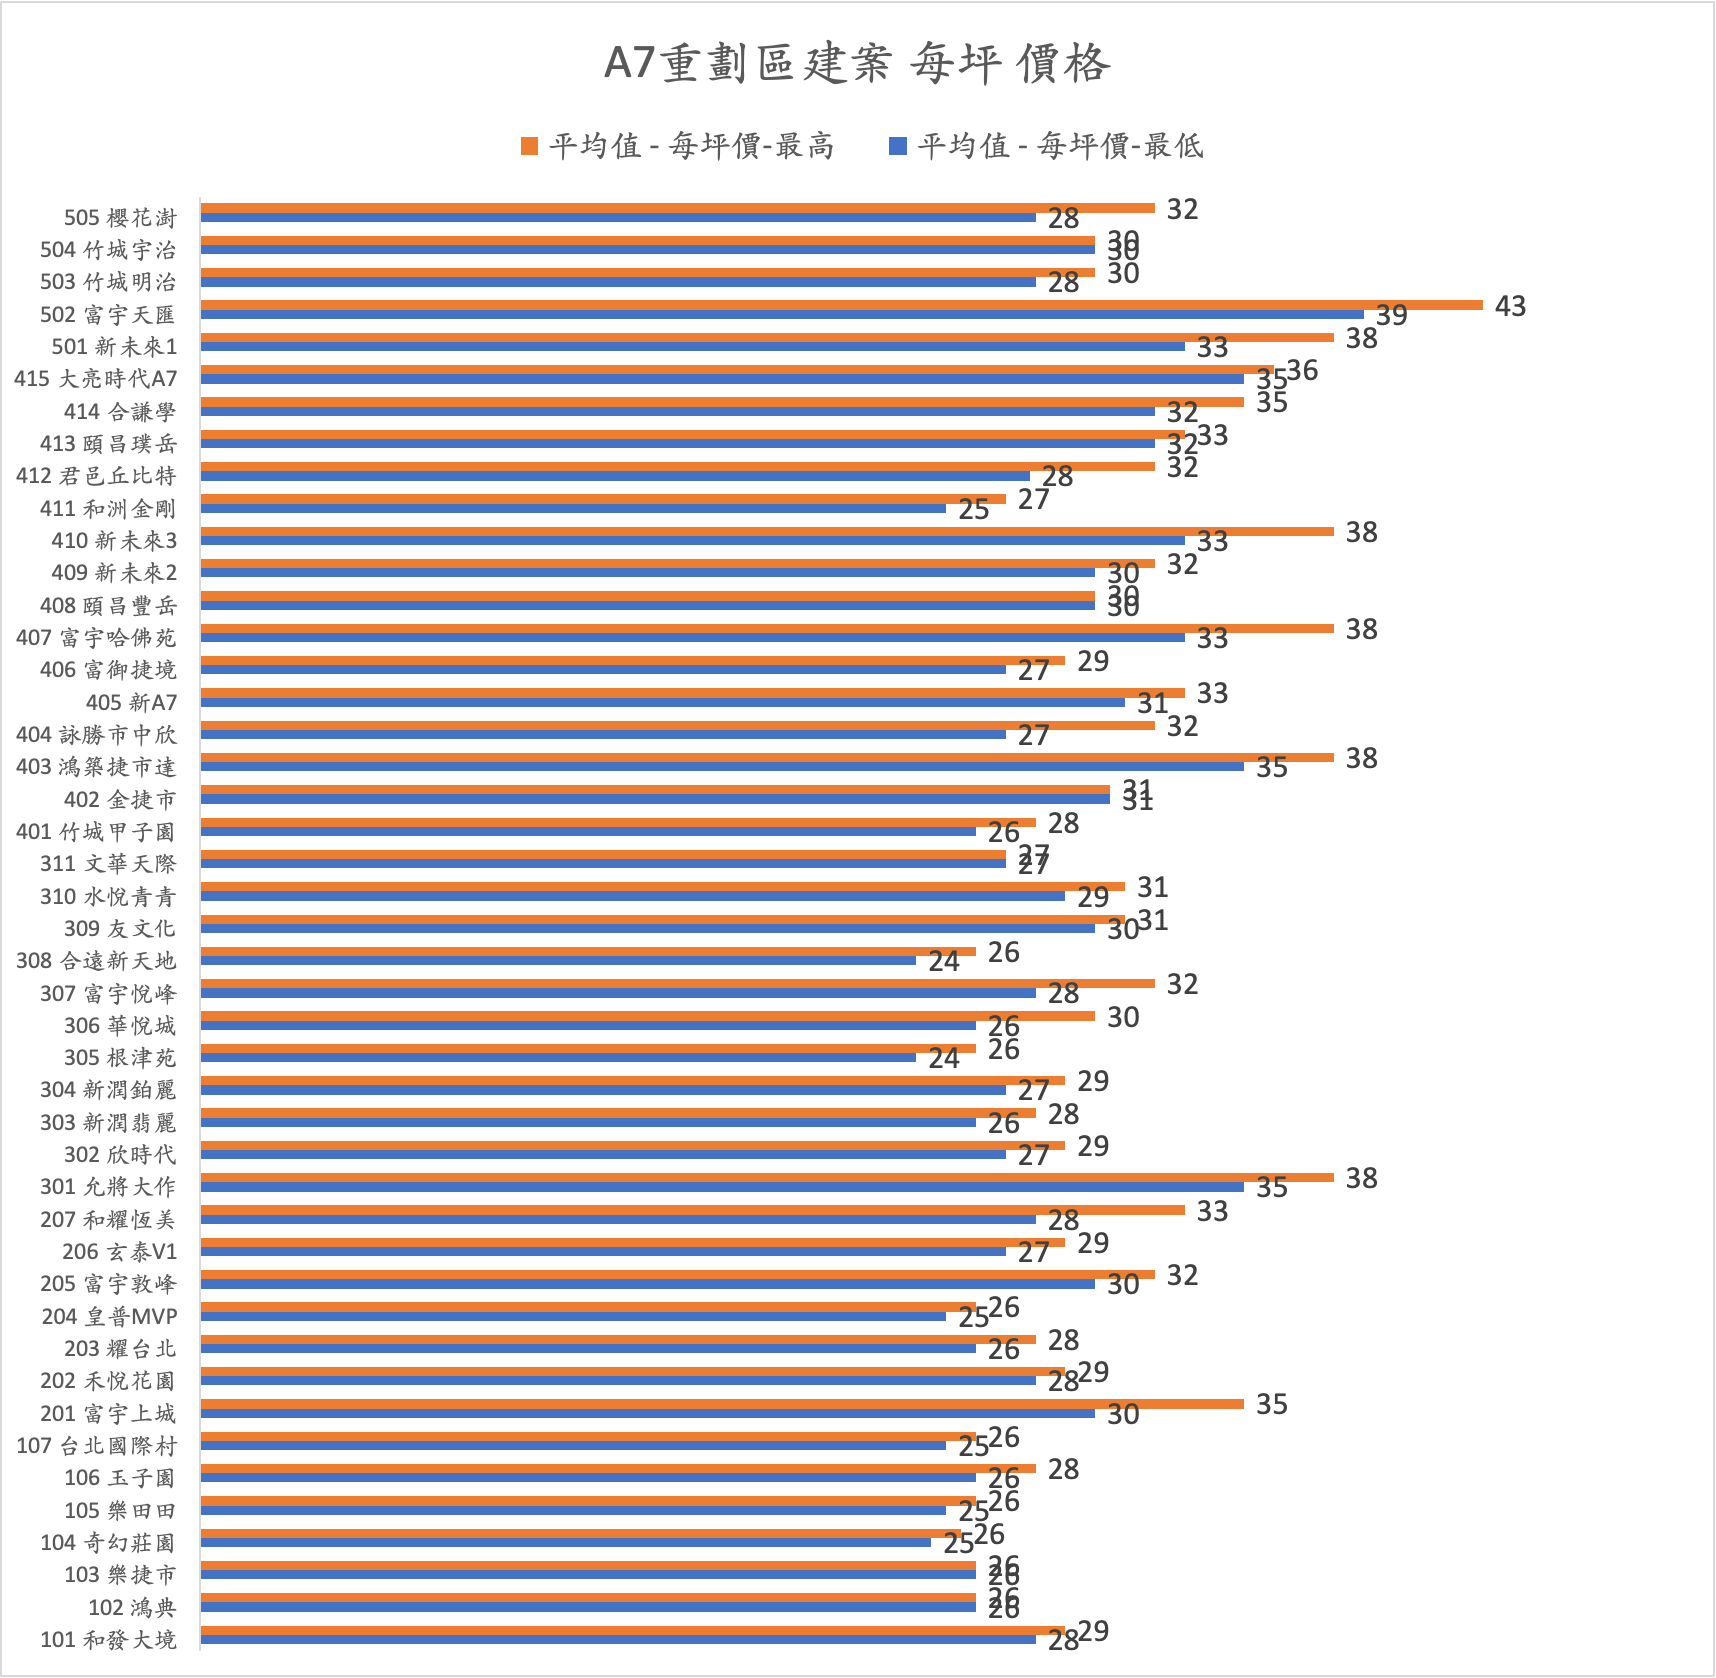 A7重劃區建案 每坪 價格
平均值 - 每坪價-最高 平均值 - 每坪價-最低
505 櫻花澍 32 28
504 竹城宇治 30 30
503 竹城明治 30 28
502 富宇天匯 43 39
501 新未來1 38 33
415 大亮時代A7 36 35
414 合謙學 35 32
413 頤昌璞岳 33 32
412 君邑丘比特 32 28
411 和洲金剛 27 25
410 新未來3 38 33
409 新未來2 32 30
408 頤昌豐岳 30 30
407 富宇哈佛苑 38 33
406 富御捷境 29 27
405 新A7 33 31
404 詠勝市中欣 32 27
403 鴻築捷市達 38 35
402 金捷市 31 31
401 竹城甲子園 28 26
311 文華天際 27 27
310 水悅青青 31 29
309 友文化 31 30
308 合遠新天地 26 24
307 富宇悅峰 32 28
306 華悅城 30 26
305 根津苑 26 24
304 新潤鉑麗 29 27
303 新潤翡麗 28 26
302 欣時代 29 27
301 允將大作 38 35
207 和耀恆美 33 28
206 玄泰V1 29 27
205 富宇敦峰 32 30
204 皇普MVP 26 25
203 耀台北 28 26
202 禾悅花園 29 28
201 富宇上城 35 30
107 台北國際村 26 25
106 玉子園 28 26
105 樂田田 26 25
104 奇幻莊園 26 25
103 樂捷市 26 26
102 鴻典 26 26
101 和發大境 29 28